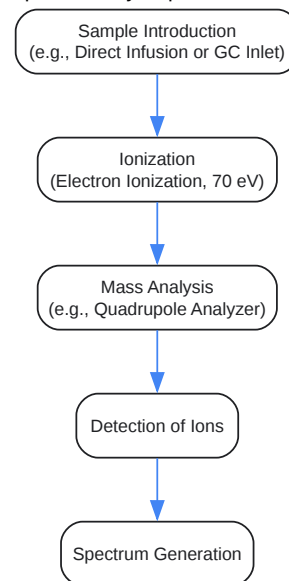 Sample Introduction
(e.g., Direct Infusion or GC Inlet)
Ionization
(Electron Ionization, 70 eV)
Mass Analysis
(e.g., Quadrupole Analyzer)
Detection of Ions
Spectrum Generation